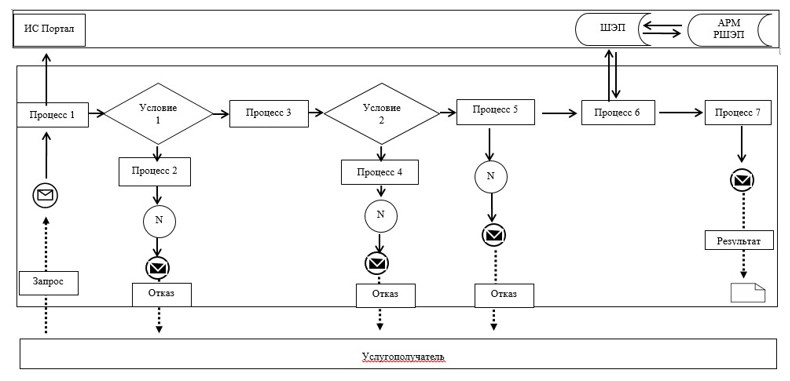 ИС Портал
ШЭП
АРМ
РШЭП
Процесс 1
Условие
1
Процесс 3
Условие
2
Процесс 5
Процесс 6
Процесс 7
Процесс 2
Процесс 4
N
N
N
Запрос
Отказ
Отказ
Отказ
Результат
Услугополучатель